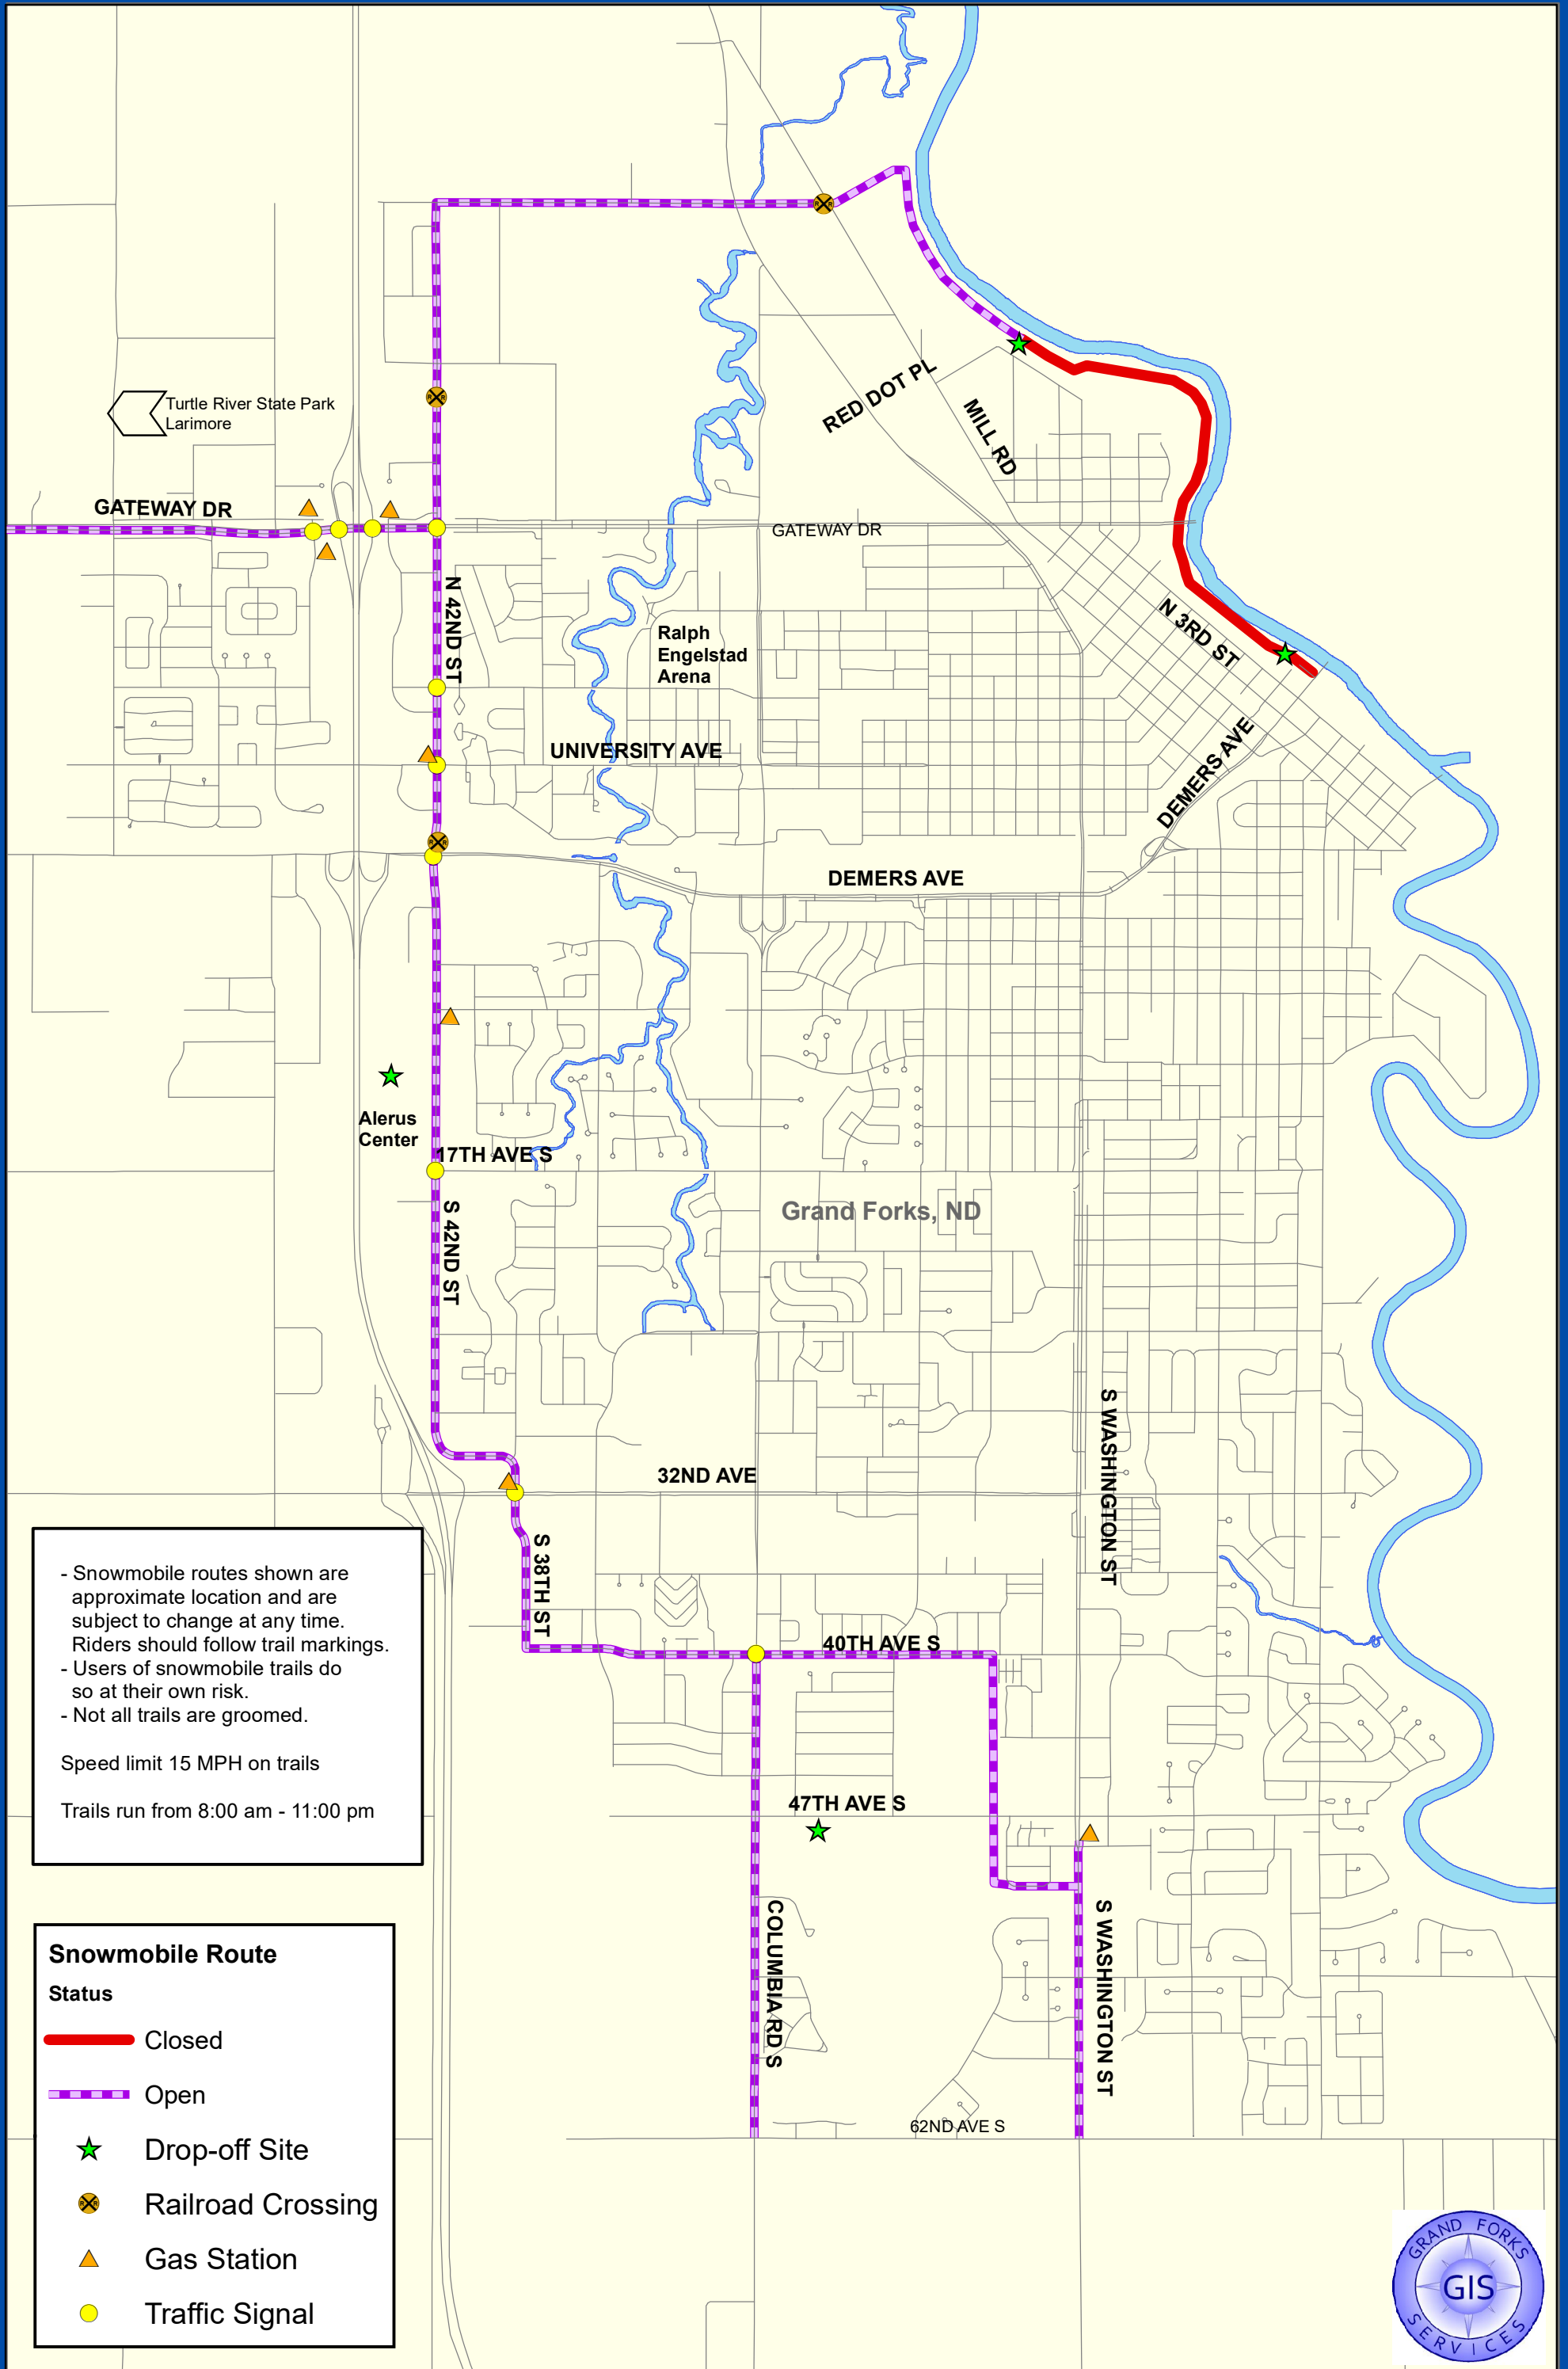 Turtle River State Park
Larimore
RED DOT PL
MILL RD
GATEWAY DR
GATEWAY DR
N 42ND ST
N 3RD ST
Ralph
Engelstad
Arena
UNIVERSITY AVE
DEMERS AVE
DEMERS AVE
Alerus
Center
17TH AVE S
S 42ND ST
Grand Forks, ND
S WASHINGTON ST
32ND AVE
S 38TH ST
40TH AVE S
47TH AVE S
COLUMBIA RD S
S WASHINGTON ST
62ND AVE S
- Snowmobile routes shown are
approximate location and are
subject to change at any time.
Riders should follow trail markings.
- Users of snowmobile trails do
so at their own risk.
- Not all trails are groomed.
Speed limit 15 MPH on trails
Trails run from 8:00 am - 11:00 pm
Snowmobile Route
Status
Closed
Open
Drop-off Site
Railroad Crossing
Gas Station
Traffic Signal
GRAND FORKS
GIS
SERVICES